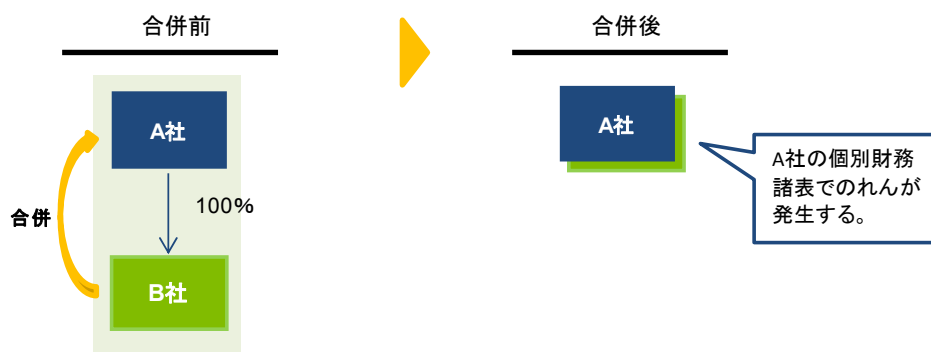 合併前
合併後
A社
100%
合併
B社
A社
A社の個別財務
諸表でのれんが
発生する。